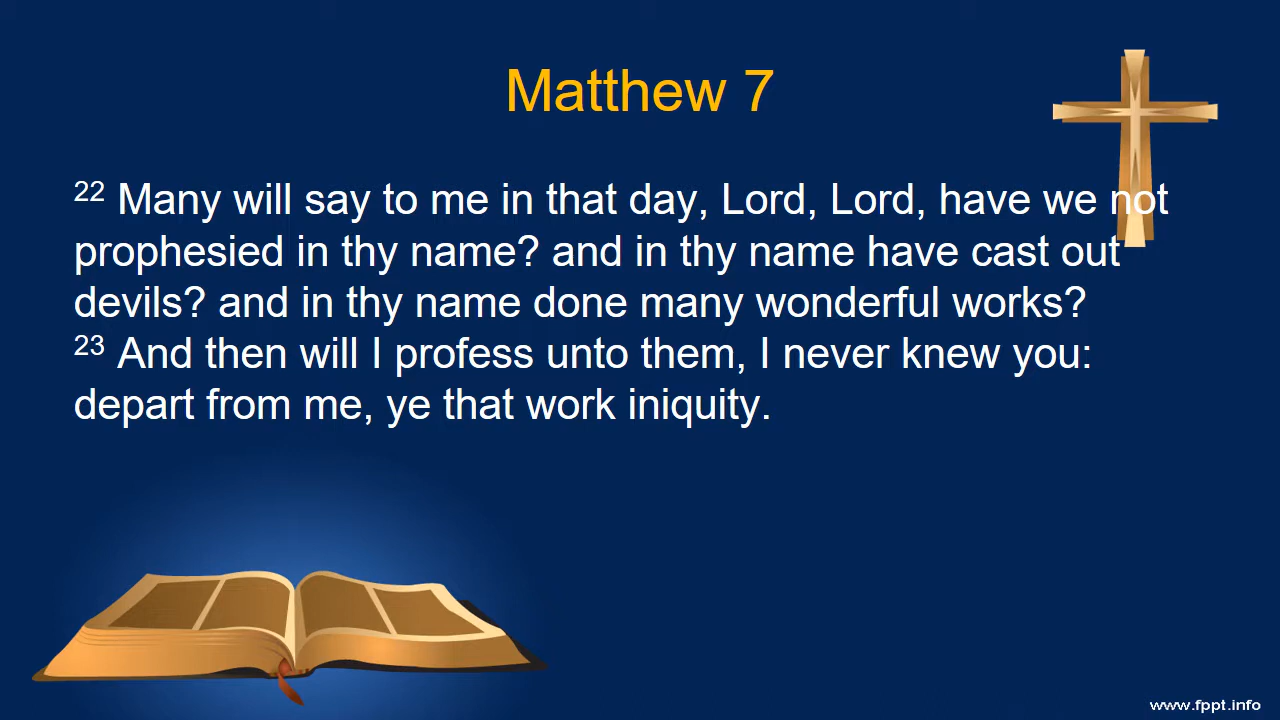 Matthew 7
22 Many will say to me in that day, Lord, Lord, have we not
prophesied in thy name? and in thy name have cast out
devils? and in thy name done many wonderful works?
23 And then will I profess unto them, I never knew you:
depart from me, ye that work iniquity.
www.fppt.info